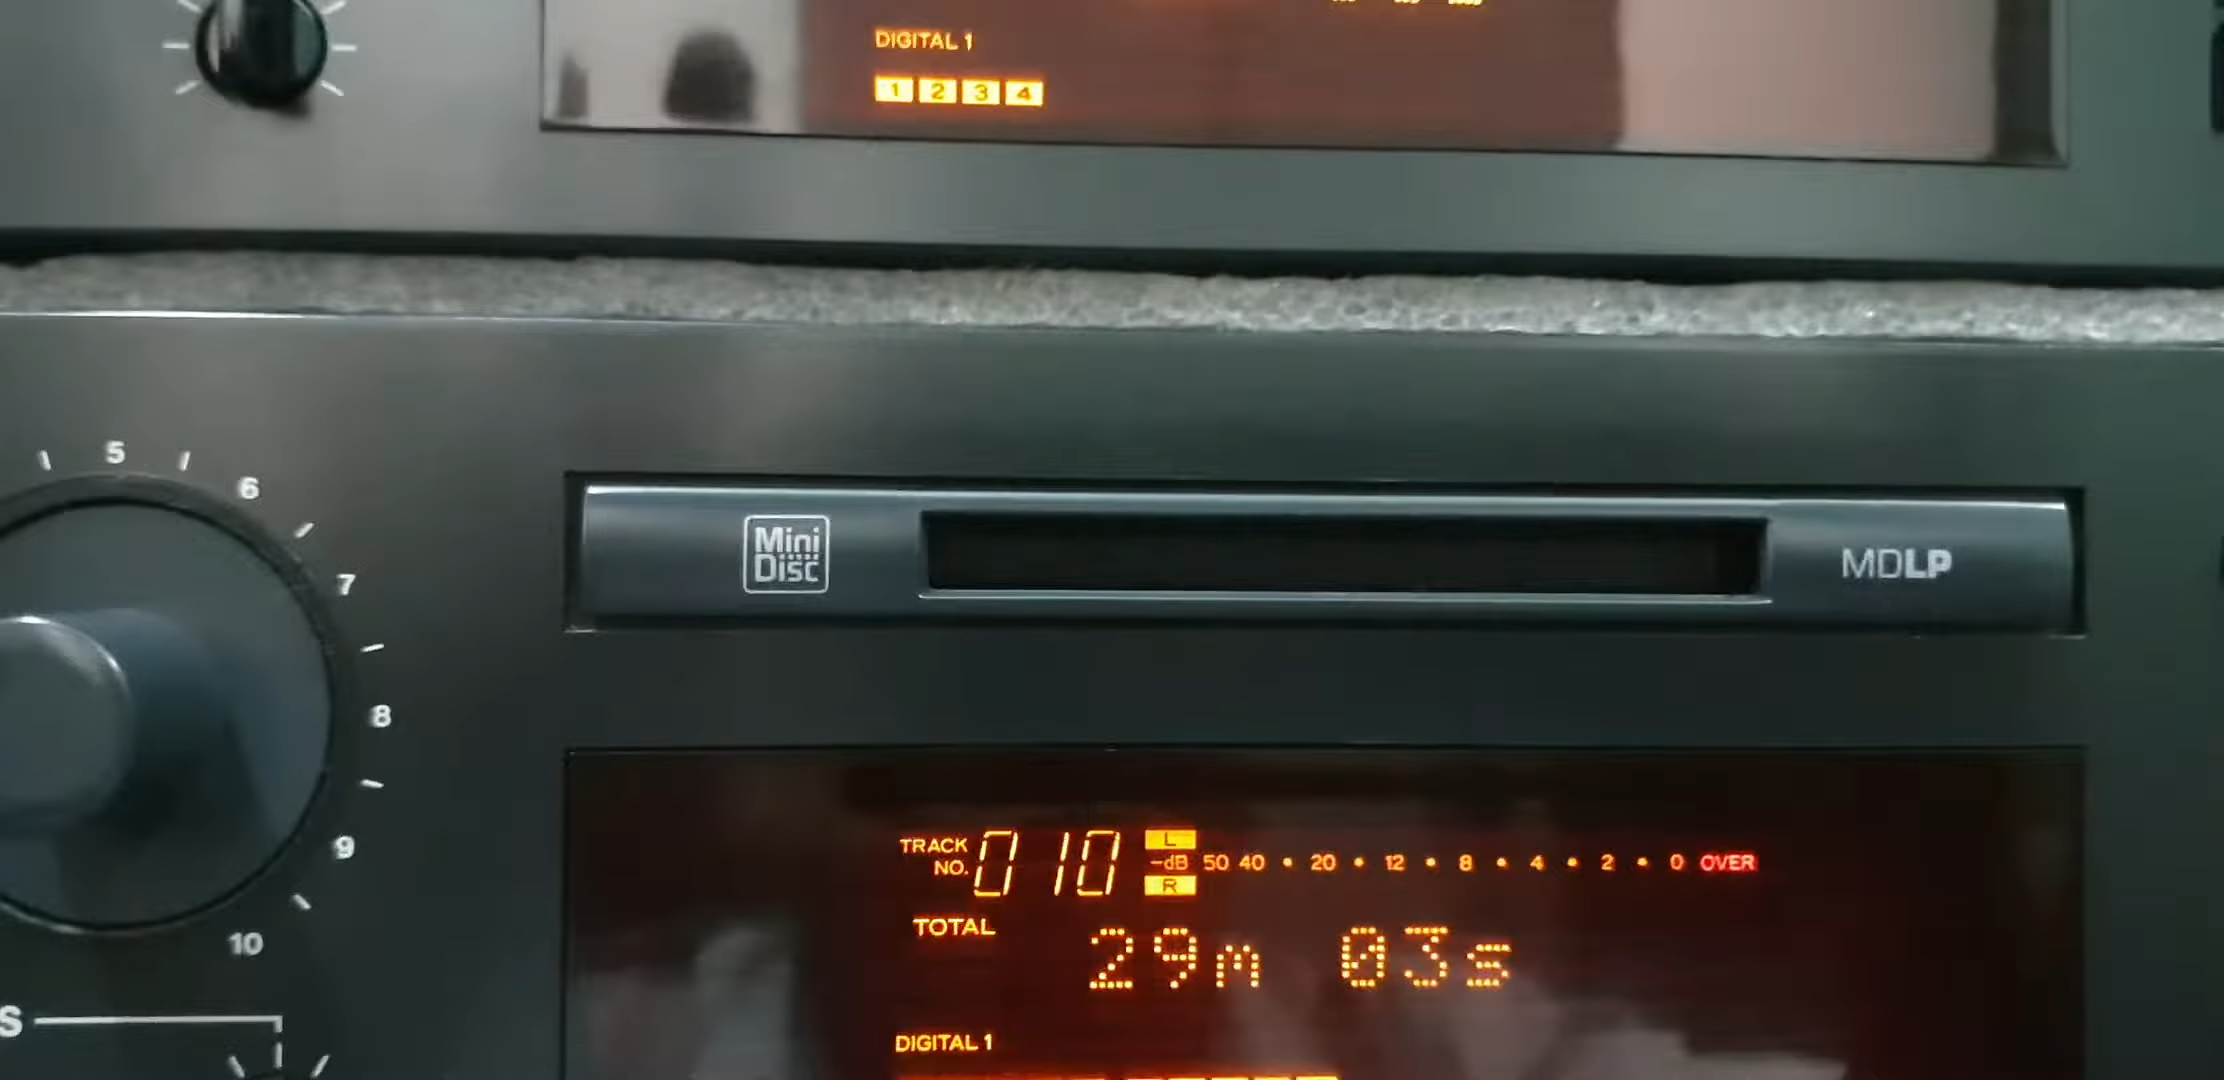 DIGITAL 1
1 2 3 4
5
6
7
8
9
10
S
Mini
Disc
MDLP
TRACK NO. 010
L
-dB 50 40 • 20 • 12 • 8 • 4 • 2 • 0 OVER
R
TOTAL
29m 03s
DIGITAL 1